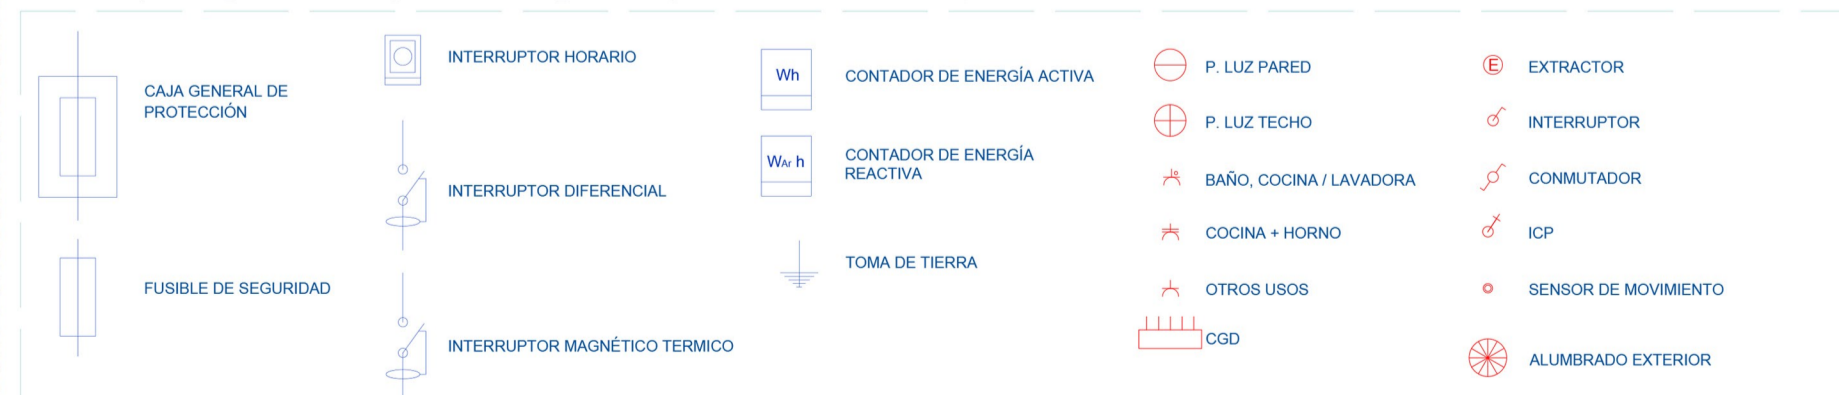 CAJA GENERAL DE
PROTECCIÓN
FUSIBLE DE SEGURIDAD
INTERRUPTOR HORARIO
INTERRUPTOR DIFERENCIAL
INTERRUPTOR MAGNÉTICO TERMICO
Wh
CONTADOR DE ENERGÍA ACTIVA
WAr h
CONTADOR DE ENERGÍA
REACTIVA
TOMA DE TIERRA
P. LUZ PARED
P. LUZ TECHO
BAÑO, COCINA / LAVADORA
COCINA + HORNO
OTROS USOS
CGD
E
EXTRACTOR
INTERRUPTOR
CONMUTADOR
ICP
SENSOR DE MOVIMIENTO
ALUMBRADO EXTERIOR